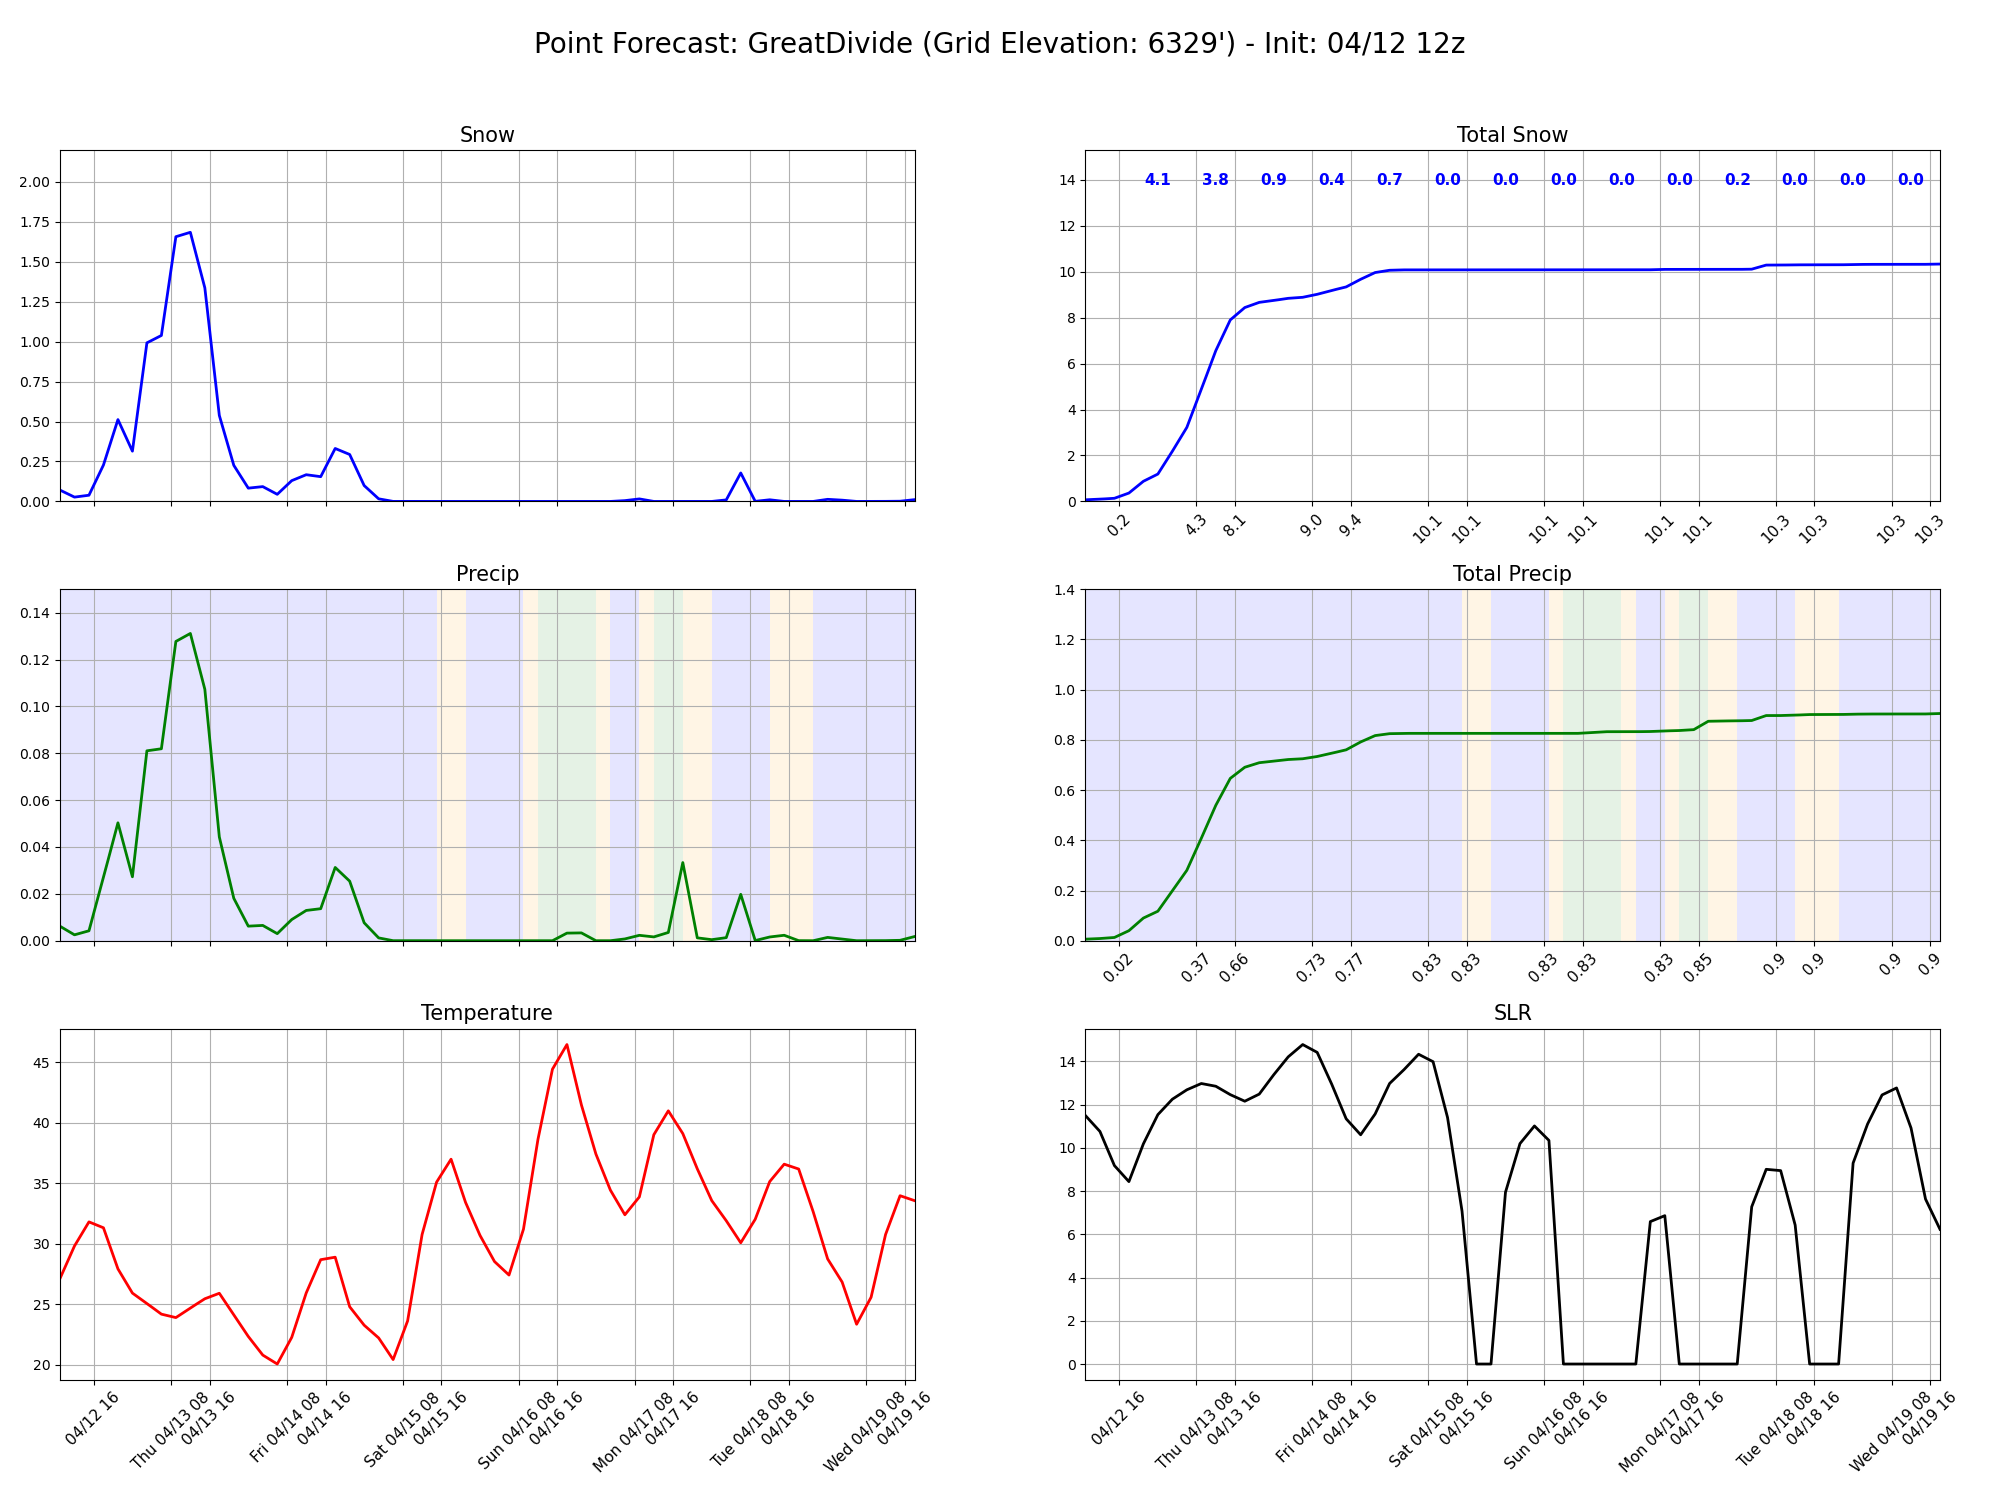 Point Forecast: GreatDivide (Grid Elevation: 6329') - Init: 04/12 12z
Snow
2.00
1.75
1.50
1.25
1.00
0.75
0.50
0.25
0.00
Total Snow
4.1 3.8 0.9 0.4 0.7 0.0 0.0 0.0 0.0 0.0 0.2 0.0 0.0 0.0
14
12
10
8
6
4
2
0
0.2 4.3 8.1 9.0 9.4 10.1 10.1 10.1 10.1 10.1 10.1 10.3 10.3 10.3 10.3
Precip
0.14
0.12
0.10
0.08
0.06
0.04
0.02
0.00
Total Precip
1.4
1.2
1.0
0.8
0.6
0.4
0.2
0.0
0.02 0.37 0.66 0.73 0.77 0.83 0.83 0.83 0.83 0.83 0.85 0.9 0.9 0.9 0.9
Temperature
45
40
35
30
25
20
04/12 16
Thu 04/13 08
04/13 16
Fri 04/14 08
04/14 16
Sat 04/15 08
04/15 16
Sun 04/16 08
04/16 16
Mon 04/17 08
04/17 16
Tue 04/18 08
04/18 16
Wed 04/19 08
04/19 16
SLR
14
12
10
8
6
4
2
0
04/12 16
Thu 04/13 08
04/13 16
Fri 04/14 08
04/14 16
Sat 04/15 08
04/15 16
Sun 04/16 08
04/16 16
Mon 04/17 08
04/17 16
Tue 04/18 08
04/18 16
Wed 04/19 08
04/19 16